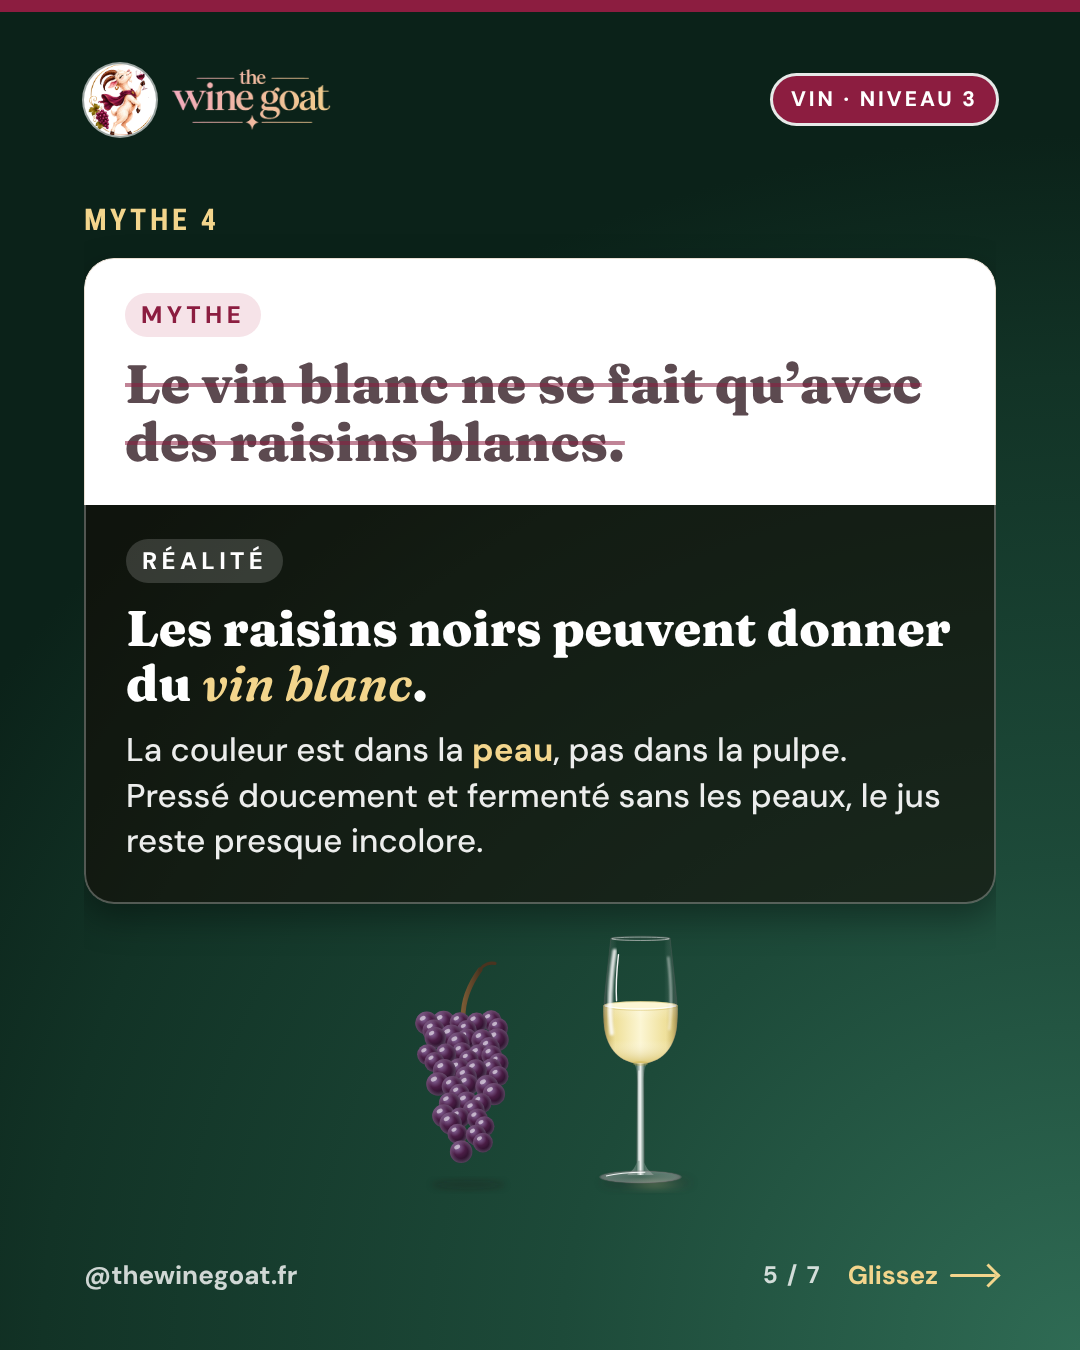 the
wine goat
VIN · NIVEAU 3
MYTHE 4
MYTHE
Le vin blanc ne se fait qu’avec
des raisins blancs.
RÉALITÉ
Les raisins noirs peuvent donner
du vin blanc.
La couleur est dans la peau, pas dans la pulpe.
Pressé doucement et fermenté sans les peaux, le jus
reste presque incolore.
@thewinegoat.fr
5 / 7
Glissez